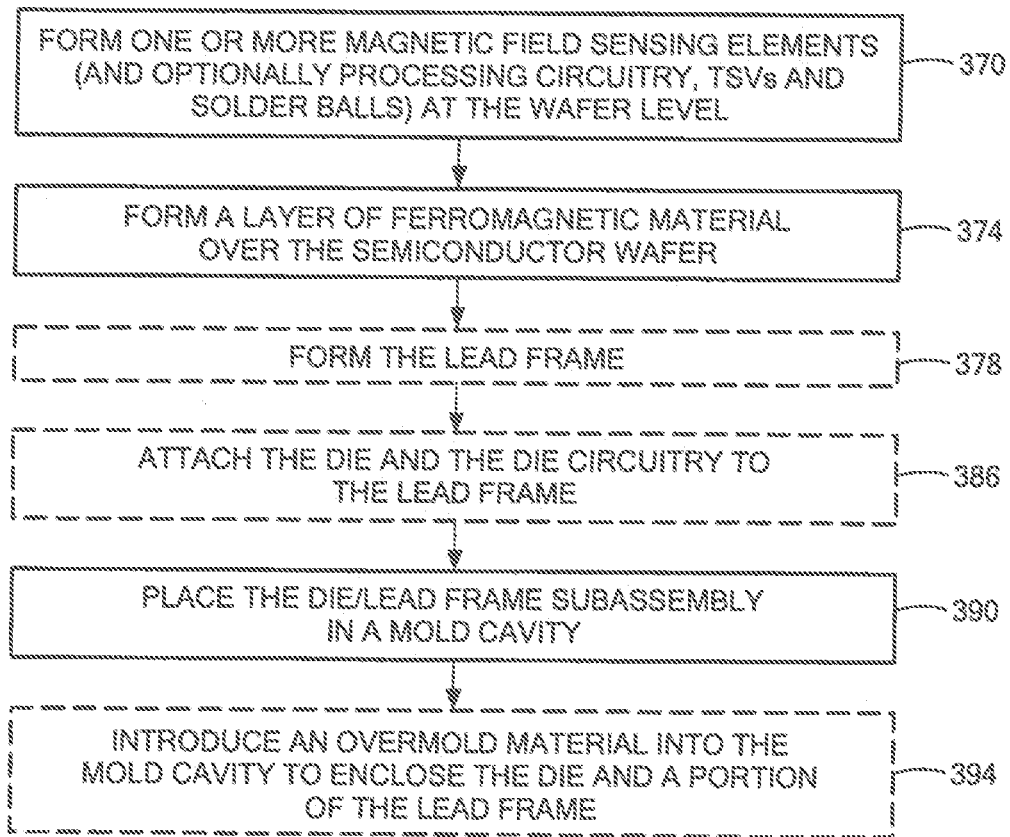 FORM ONE OR MORE MAGNETIC FIELD SENSING ELEMENTS
(AND OPTIONALLY PROCESSING CIRCUITRY, TSVs AND
SOLDER BALLS) AT THE WAFER LEVEL
370
FORM A LAYER OF FERROMAGNETIC MATERIAL
OVER THE SEMICONDUCTOR WAFER
374
FORM THE LEAD FRAME
378
ATTACH THE DIE AND THE DIE CIRCUITRY TO
THE LEAD FRAME
386
PLACE THE DIE/LEAD FRAME SUBASSEMBLY
IN A MOLD CAVITY
390
INTRODUCE AN OVERMOLD MATERIAL INTO THE
MOLD CAVITY TO ENCLOSE THE DIE AND A PORTION
OF THE LEAD FRAME
394